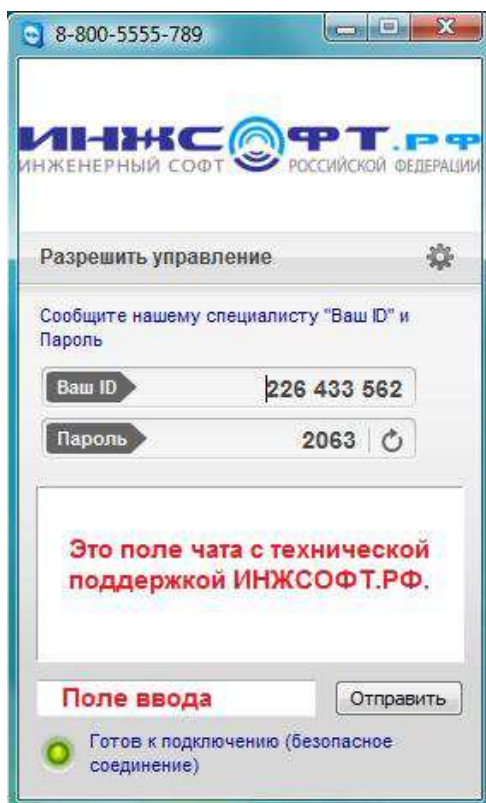 8-800-5555-789
ИНЖСОФТ.РФ
ИНЖЕНЕРНЫЙ СОФТ РОССИЙСКОЙ ФЕДЕРАЦИИ
Разрешить управление
Сообщите нашему специалисту "Ваш ID" и
Пароль
Ваш ID 226 433 562
Пароль 2063
Это поле чата с технической
поддержкой ИНЖСОФТ.РФ.
Поле ввода Отправить
Готов к подключению (безопасное
соединение)